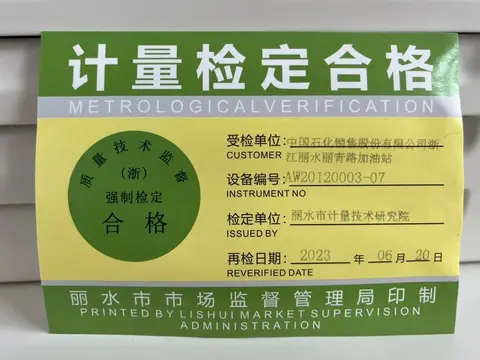 计量检定合格
METROLOGICALVERIFICATION
质量技术监督
（浙）
强制检定
合格
受检单位：中国石化销售股份有限公司浙
CUSTOMER 江丽水丽青路加油站
设备编号：AW20120003-07
INSTRUMENT NO
检定单位：丽水市计量技术研究院
ISSUED BY
再检日期：2023 年 06 月 20 日
REVERIFIED DATE
丽水市市场监督管理局印制
PRINTED BY LISHUI MARKET SUPERVISION
ADMINISTRATION